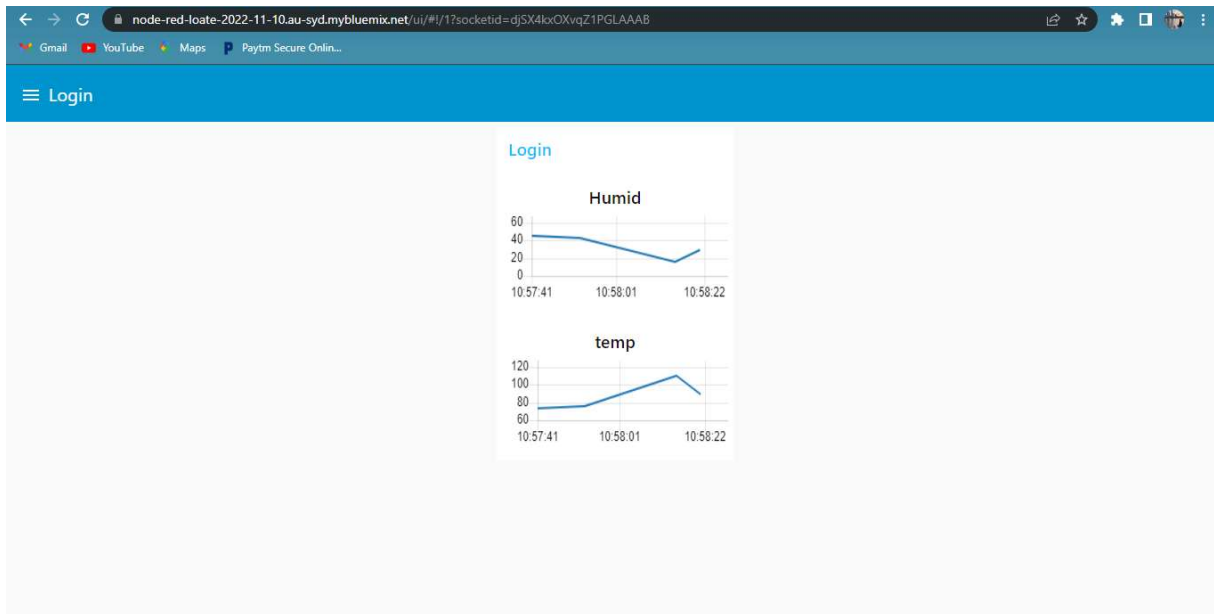 node-red-loate-2022-11-10.au-syd.mybluemix.net/ui/#!/1?socketid=djSX4kxOXvqZ1PGLAAAB
Gmail YouTube Maps Paytm Secure Onlin...
Login
Login
Humid
60
40
20
0
10:57:41 10:58:01 10:58:22
temp
120
100
80
60
10:57:41 10:58:01 10:58:22